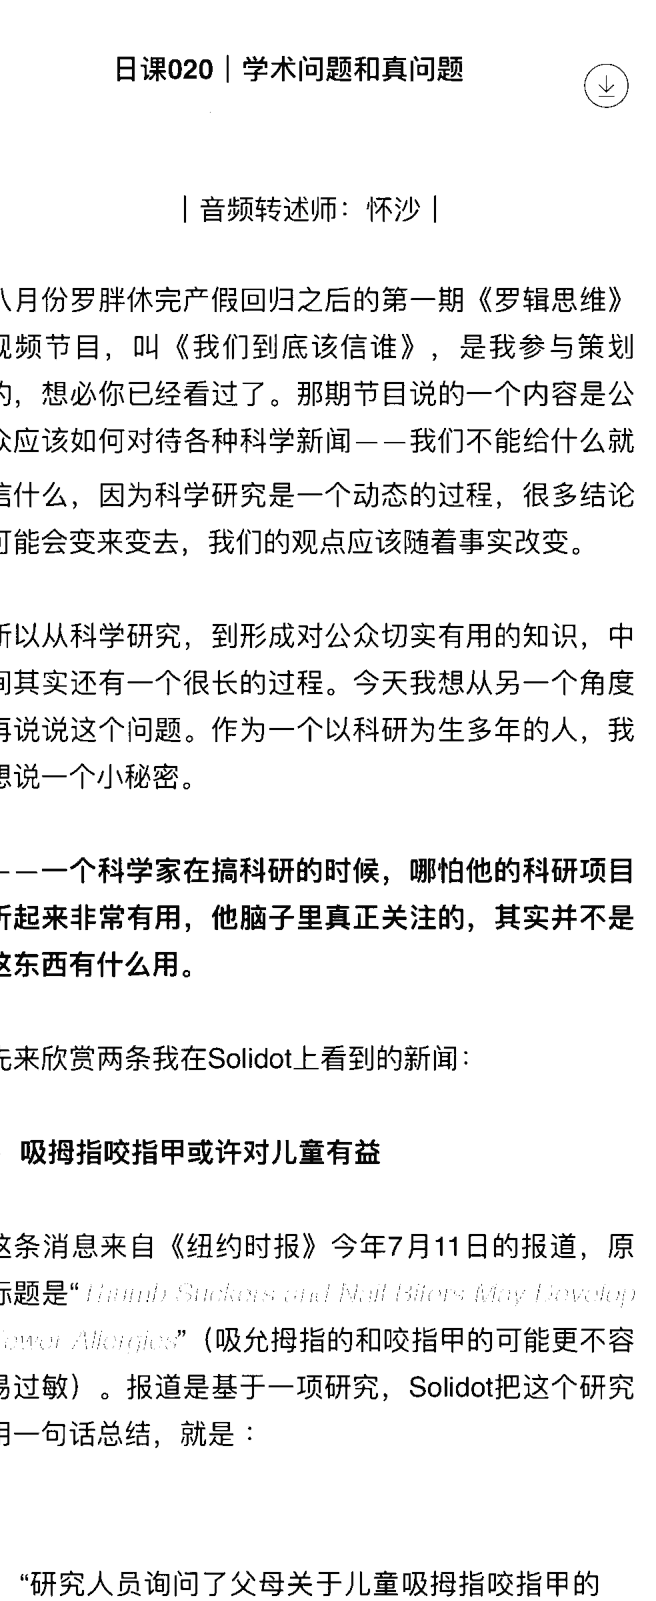 日课020｜学术问题和真问题
｜音频转述师：怀沙｜
八月份罗胖休完产假回归之后的第一期《罗辑思维》
视频节目，叫《我们到底该信谁》，是我参与策划
的，想必你已经看过了。那期节目说的一个内容是公
众应该如何对待各种科学新闻——我们不能给什么就
信什么，因为科学研究是一个动态的过程，很多结论
可能会变来变去，我们的观点应该随着事实改变。
所以从科学研究，到形成对公众切实有用的知识，中
间其实还有一个很长的过程。今天我想从另一个角度
再说说这个问题。作为一个以科研为生多年的人，我
想说一个小秘密。
——一个科学家在搞科研的时候，哪怕他的科研项目
听起来非常有用，他脑子里真正关注的，其实并不是
这东西有什么用。
先来欣赏两条我在Solidot上看到的新闻：
吸拇指咬指甲或许对儿童有益
这条消息来自《纽约时报》今年7月11日的报道，原
标题是“Thumb Suckers and Nail Biters May Develop
Fewer Allergies”（吸允拇指的和咬指甲的可能更不容
易过敏）。报道是基于一项研究，Solidot把这个研究
用一句话总结，就是：
“研究人员询问了父母关于儿童吸拇指咬指甲的